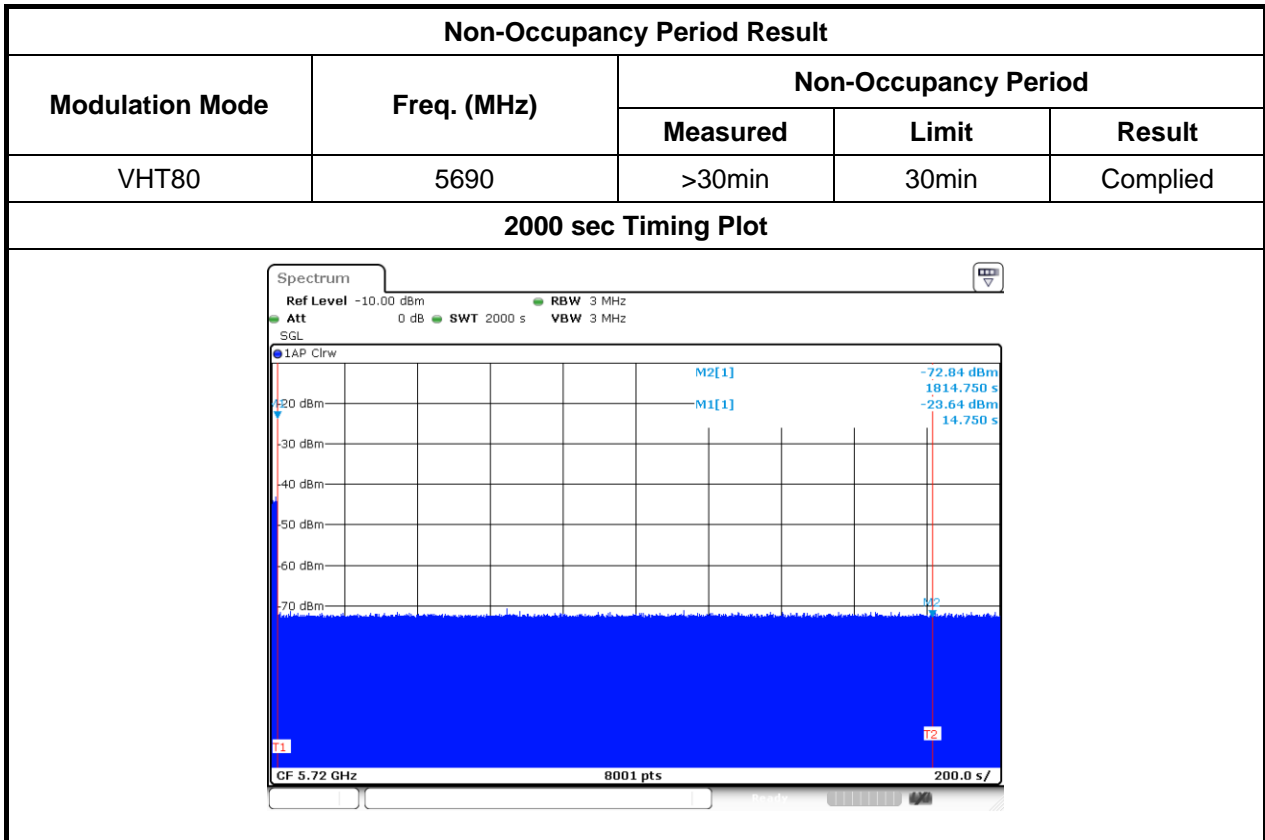 Non-Occupancy Period Result
Modulation Mode
Freq. (MHz)
Non-Occupancy Period
Measured
Limit
Result
VHT80
5690
>30min
30min
Complied
2000 sec Timing Plot
Spectrum
Ref Level -10.00 dBm RBW 3 MHz
Att 0 dB SWT 2000 s VBW 3 MHz
SGL
1AP Clrw
M2[1] -72.84 dBm
1814.750 s
M1[1] -23.64 dBm
14.750 s
-20 dBm
-30 dBm
-40 dBm
-50 dBm
-60 dBm
-70 dBm
M2
T1
T2
CF 5.72 GHz 8001 pts 200.0 s/
Ready